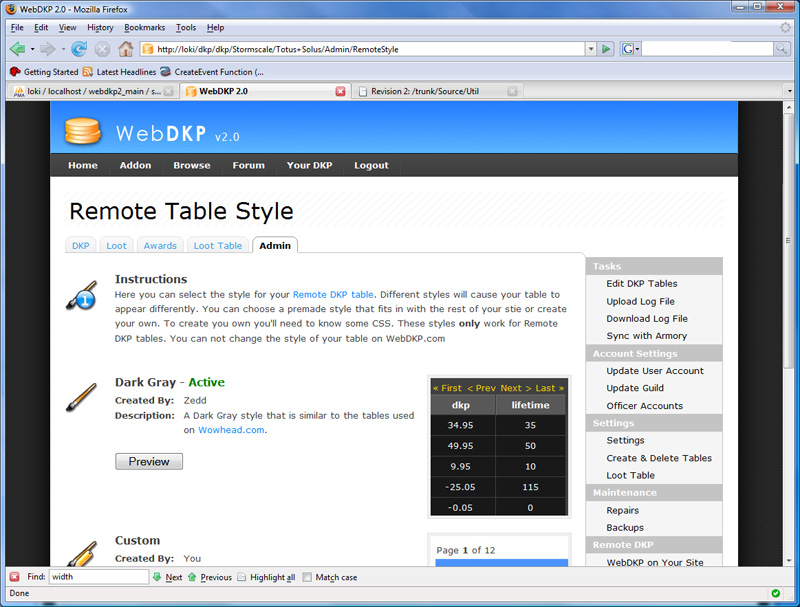 WebDKP 2.0 - Mozilla Firefox
File Edit View History Bookmarks Tools Help
http://loki/dkp/dkp/Stormscale/Totus+Solus/Admin/RemoteStyle
G
Getting Started Latest Headlines CreateEvent Function (...
loki / localhost / webdkp2_main / s... WebDKP 2.0 Revision 2: /trunk/Source/Util
WebDKP v2.0
Home Addon Browse Forum Your DKP Logout
Remote Table Style
DKP Loot Awards Loot Table Admin
Instructions
Here you can select the style for your Remote DKP table. Different styles will cause your table to
appear differently. You can choose a premade style that fits in with the rest of your stie or create
your own. To create you own you'll need to know some CSS. These styles only work for Remote
DKP tables. You can not change the style of your table on WebDKP.com
Dark Gray - Active
Created By: Zedd
Description: A Dark Gray style that is similar to the tables used
on Wowhead.com.
Preview
« First < Prev Next > Last »
dkp lifetime
34.95 35
49.95 50
9.95 10
-25.05 115
-0.05 0
Custom
Created By: You
Page 1 of 12
Tasks
Edit DKP Tables
Upload Log File
Download Log File
Sync with Armory
Account Settings
Update User Account
Update Guild
Officer Accounts
Settings
Settings
Create & Delete Tables
Loot Table
Maintenance
Repairs
Backups
Remote DKP
WebDKP on Your Site
Find: width Next Previous Highlight all Match case
Done